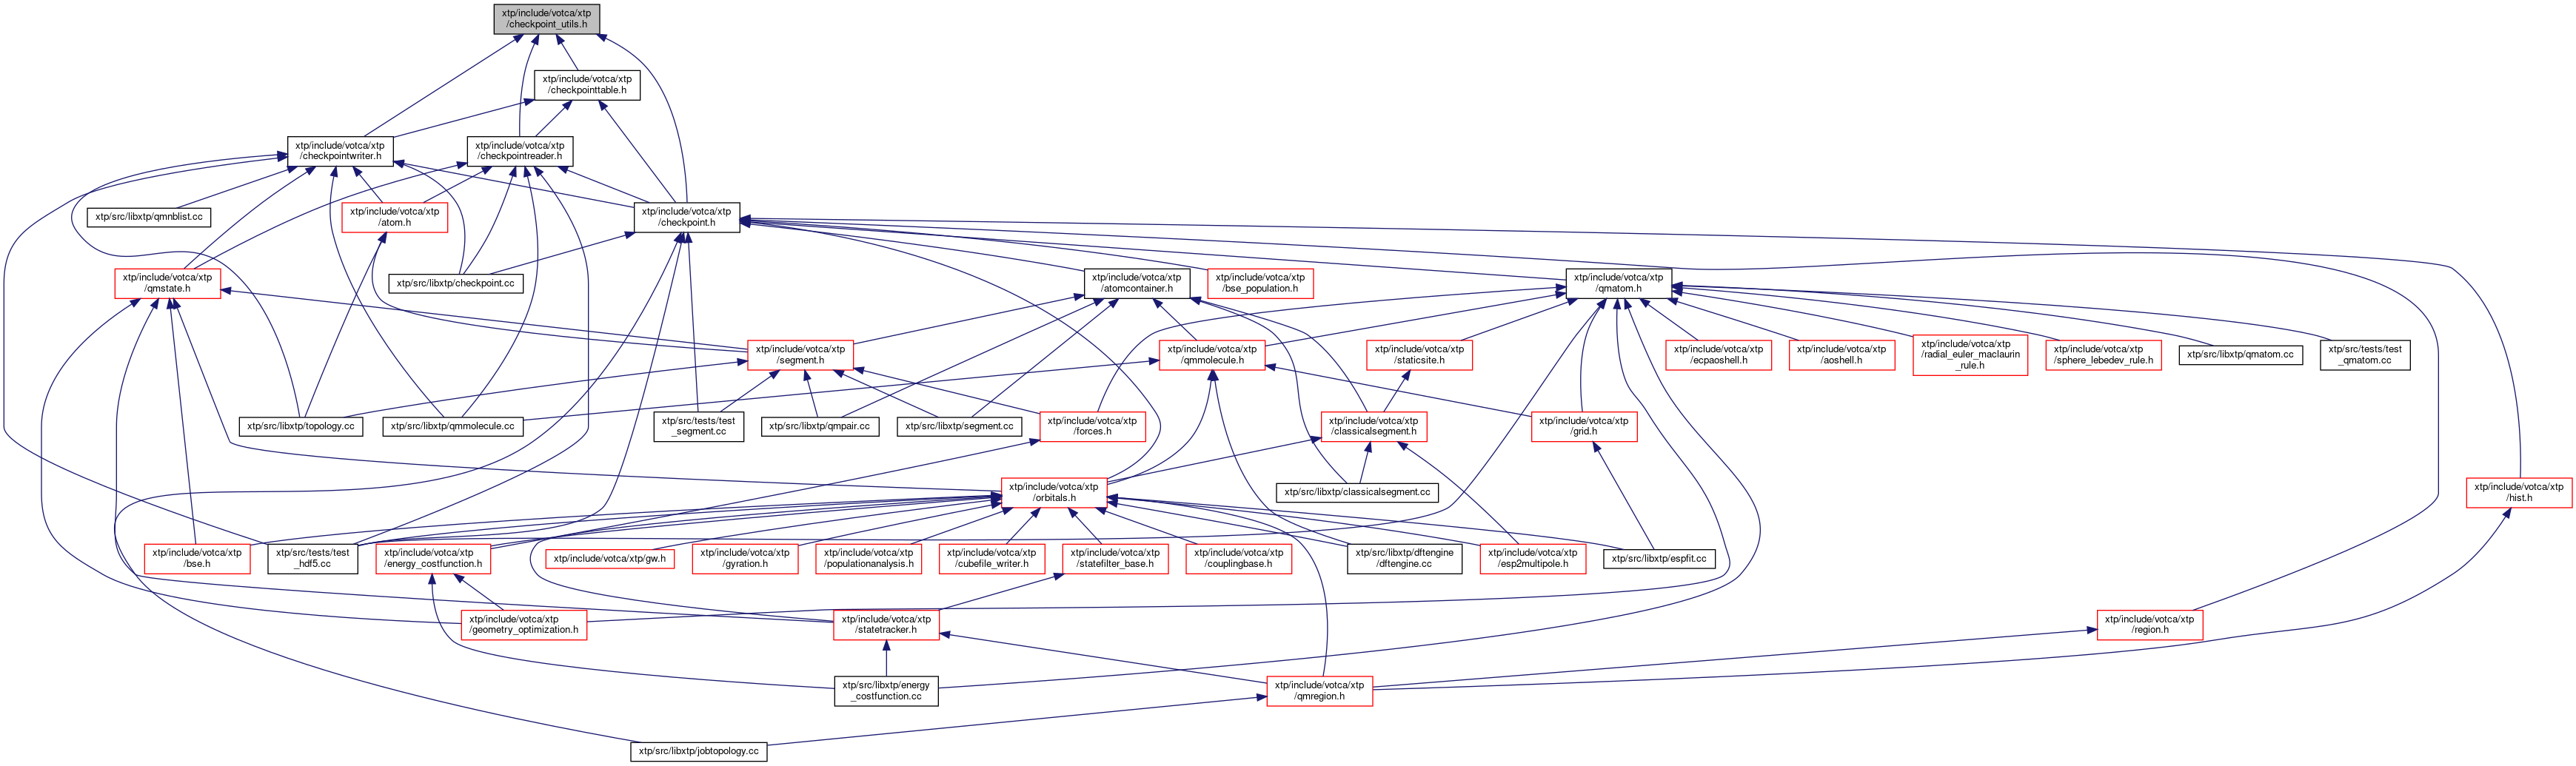 xtp/include/votca/xtp
/checkpoint_utils.h
xtp/include/votca/xtp
/checkpointtable.h
xtp/include/votca/xtp
/checkpointwriter.h
xtp/include/votca/xtp
/checkpointreader.h
xtp/src/libxtp/qmnblist.cc
xtp/include/votca/xtp
/atom.h
xtp/include/votca/xtp
/checkpoint.h
xtp/include/votca/xtp
/qmstate.h
xtp/src/libxtp/checkpoint.cc
xtp/include/votca/xtp
/atomcontainer.h
xtp/include/votca/xtp
/bse_population.h
xtp/include/votca/xtp
/qmatom.h
xtp/include/votca/xtp
/segment.h
xtp/include/votca/xtp
/qmmolecule.h
xtp/include/votca/xtp
/staticsite.h
xtp/include/votca/xtp
/ecpaoshell.h
xtp/include/votca/xtp
/aoshell.h
xtp/include/votca/xtp
/radial_euler_maclaurin
_rule.h
xtp/include/votca/xtp
/sphere_lebedev_rule.h
xtp/src/libxtp/qmatom.cc
xtp/src/tests/test
_qmatom.cc
xtp/src/libxtp/topology.cc
xtp/src/libxtp/qmmolecule.cc
xtp/src/tests/test
_segment.cc
xtp/src/libxtp/qmpair.cc
xtp/src/libxtp/segment.cc
xtp/include/votca/xtp
/forces.h
xtp/include/votca/xtp
/classicalsegment.h
xtp/include/votca/xtp
/grid.h
xtp/include/votca/xtp
/orbitals.h
xtp/src/libxtp/classicalsegment.cc
xtp/include/votca/xtp
/hist.h
xtp/include/votca/xtp
/bse.h
xtp/src/tests/test
_hdf5.cc
xtp/include/votca/xtp
/energy_costfunction.h
xtp/include/votca/xtp/gw.h
xtp/include/votca/xtp
/gyration.h
xtp/include/votca/xtp
/populationanalysis.h
xtp/include/votca/xtp
/cubefile_writer.h
xtp/include/votca/xtp
/statefilter_base.h
xtp/include/votca/xtp
/couplingbase.h
xtp/src/libxtp/dftengine
/dftengine.cc
xtp/include/votca/xtp
/esp2multipole.h
xtp/src/libxtp/espfit.cc
xtp/include/votca/xtp
/geometry_optimization.h
xtp/include/votca/xtp
/statetracker.h
xtp/include/votca/xtp
/region.h
xtp/src/libxtp/energy
_costfunction.cc
xtp/include/votca/xtp
/qmregion.h
xtp/src/libxtp/jobtopology.cc